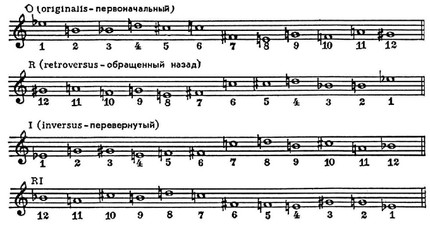 O (originalis-первоначальный)
1 2 3 4 5 6 7 8 9 10 11 12
R (retroversus-обращенный назад)
12 11 10 9 8 7 6 5 4 3 2 1
I (inversus-перевернутый)
1 2 3 4 5 6 7 8 9 10 11 12
RI
12 11 10 9 8 7 6 5 4 3 2 1